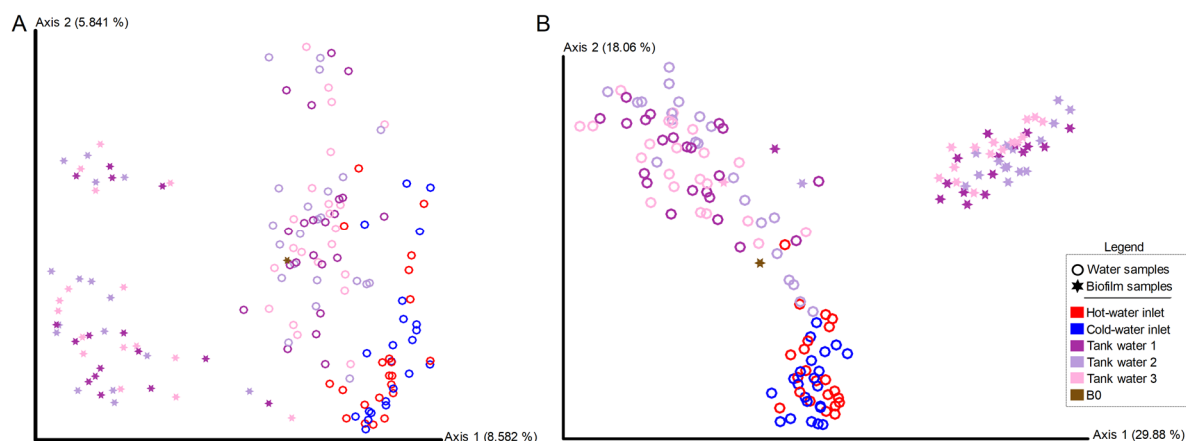 A
Axis 2 (5.841 %)
Axis 1 (8.582 %)
B
Axis 2 (18.06 %)
Axis 1 (29.88 %)
Legend
Water samples
Biofilm samples
Hot-water inlet
Cold-water inlet
Tank water 1
Tank water 2
Tank water 3
B0